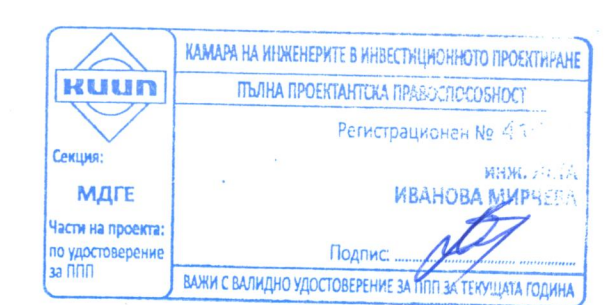 КИИП
Секция:
МДГЕ
Части на проекта:
по удостоверение
за ППП
КАМАРА НА ИНЖЕНЕРИТЕ В ИНВЕСТИЦИОННОТО ПРОЕКТИРАНЕ
ПЪЛНА ПРОЕКТАНТСКА ПРАВОСПОСОБНОСТ
Регистрационен №
инж.
ИВАНОВА МИРЧЕВА
Подпис:
ВАЖИ С ВАЛИДНО УДОСТОВЕРЕНИЕ ЗА ППП ЗА ТЕКУЩАТА ГОДИНА